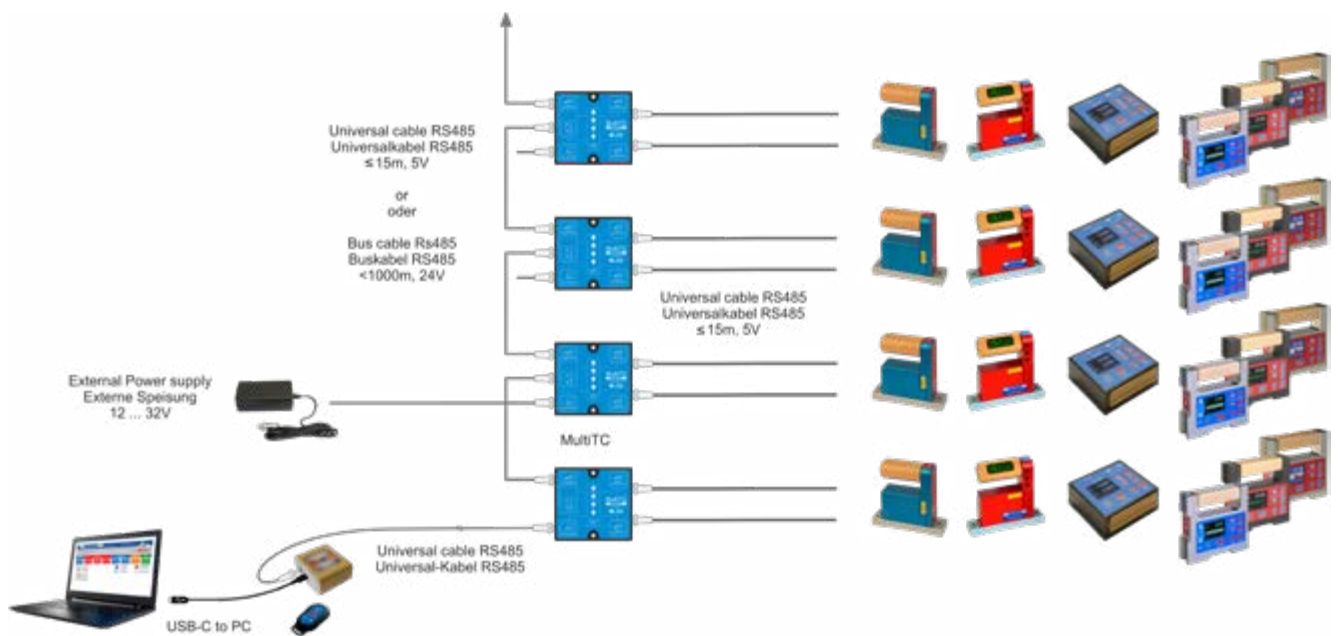 Universal cable RS485
Universalkabel RS485
≤ 15m, 5V
or
oder
Bus cable Rs485
Buskabel RS485
<1000m, 24V
Universal cable RS485
Universalkabel RS485
≤ 15m, 5V
External Power supply
Externe Speisung
12 ... 32V
MultiTC
Universal cable RS485
Universal-Kabel RS485
USB-C to PC